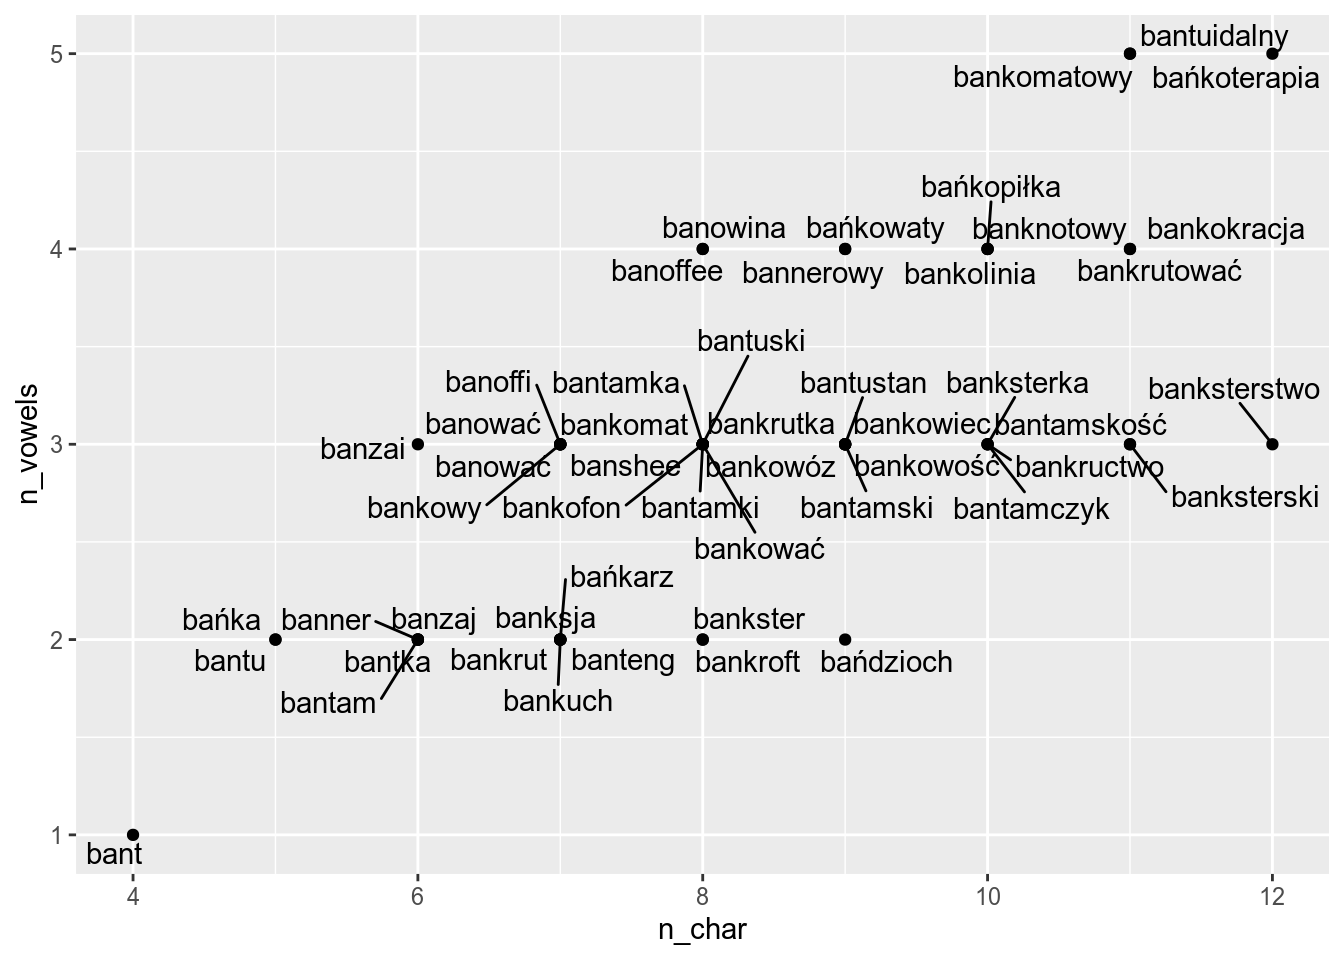 bantuidalny
5
bankomatowy bańkoterapia
bańkopiłka
banowina bańkowaty banknotowy bankokracja
4
banoffee bannerowy bankolinia bankrutować
bantuski
banoffi bantamka bantustan banksterka banksterstwo
banować bankomat bankrutka bankowiec bantamskość
3
banzai
banowac banshee bankowóz bankowość bankructwo
bankowy bankofon bantamki bantamski bantamczyk banksterski
bankować
bańkarz
bańka banner banzaj banksja bankster
2
bantu bantka bankrut banteng bankroft bańdzioch
bantam bankuch
1
bant
4 6 8 10 12
n_char
n_vowels